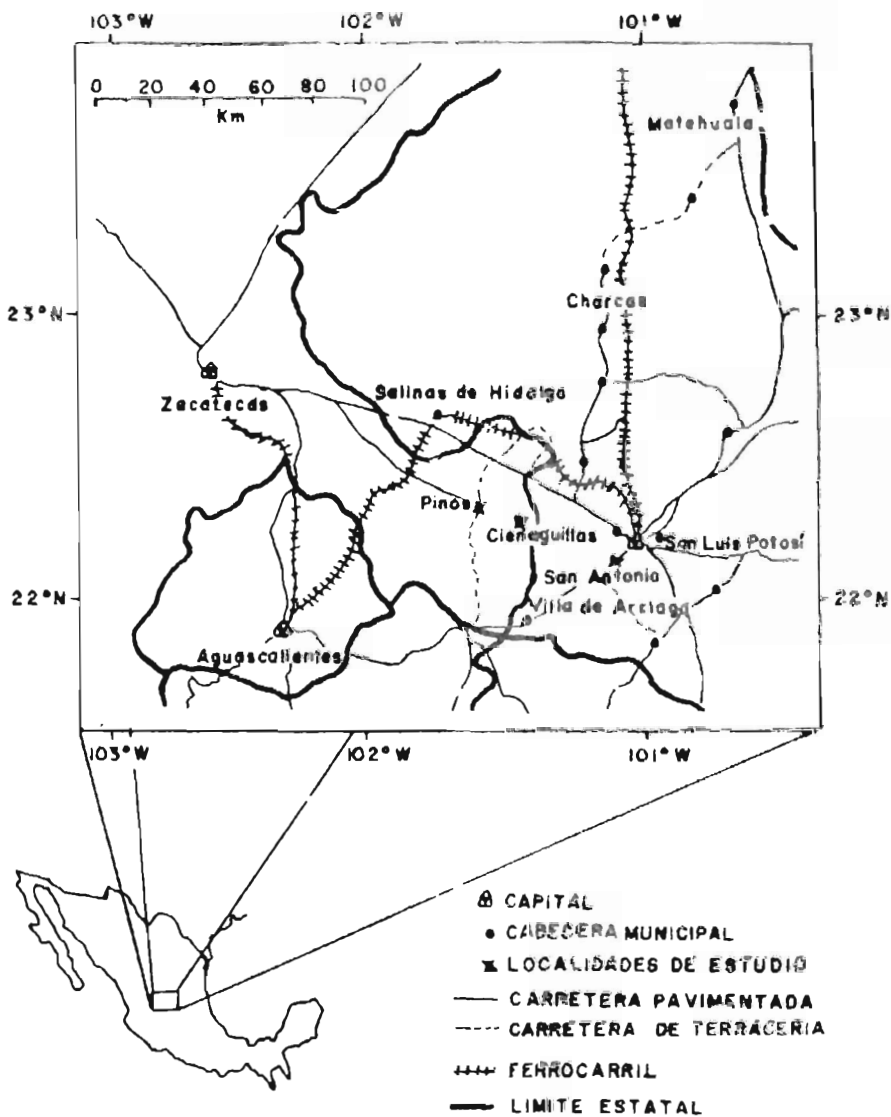 103°W 102°W 101°W
0 20 40 60 80 100
Km
Matehuala
23°N Charcas 23°N
Salinas de Hidalgo
Zacatecas
Pinos
Cieneguillas
San Luis Potosí
San Antonio
22°N Villa de Arriaga 22°N
Aguascalientes
103°W 102°W 101°W
CAPITAL
CABECERA MUNICIPAL
LOCALIDADES DE ESTUDIO
CARRETERA PAVIMENTADA
CARRETERA DE TERRACERIA
FERROCARRIL
LIMITE ESTATAL